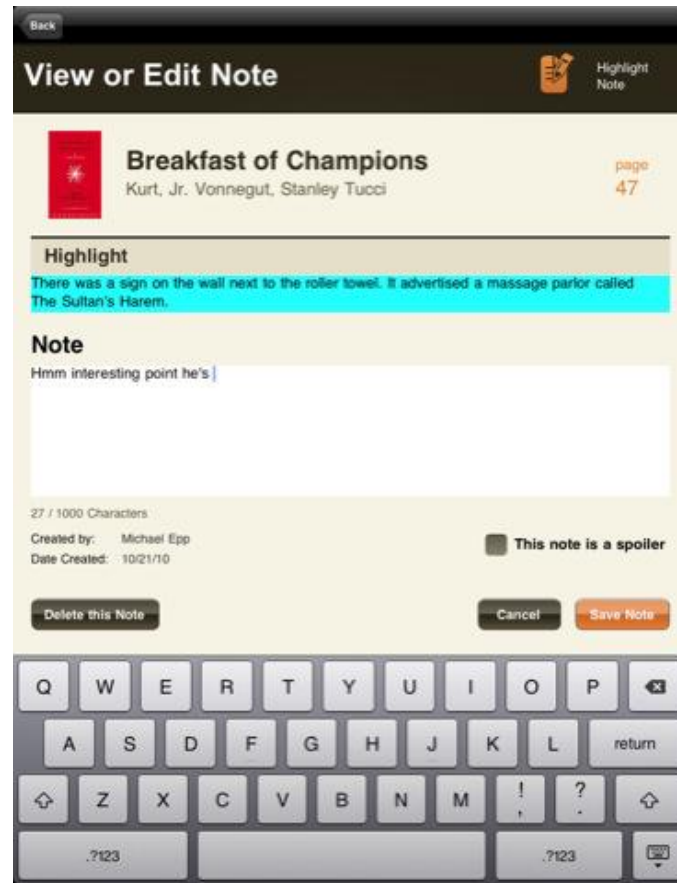 Back
View or Edit Note
Highlight
Note
Breakfast of Champions
Kurt, Jr. Vonnegut, Stanley Tucci
page
47
Highlight
There was a sign on the wall next to the roller towel. It advertised a massage parlor called
The Sultan's Harem.
Note
Hmm interesting point he's
27 / 1000 Characters
Created by: Michael Epp
Date Created: 10/21/10
This note is a spoiler
Delete this Note
Cancel
Save Note
Q W E R T Y U I O P
A S D F G H J K L return
Z X C V B N M ! , ? .
.?123 .?123